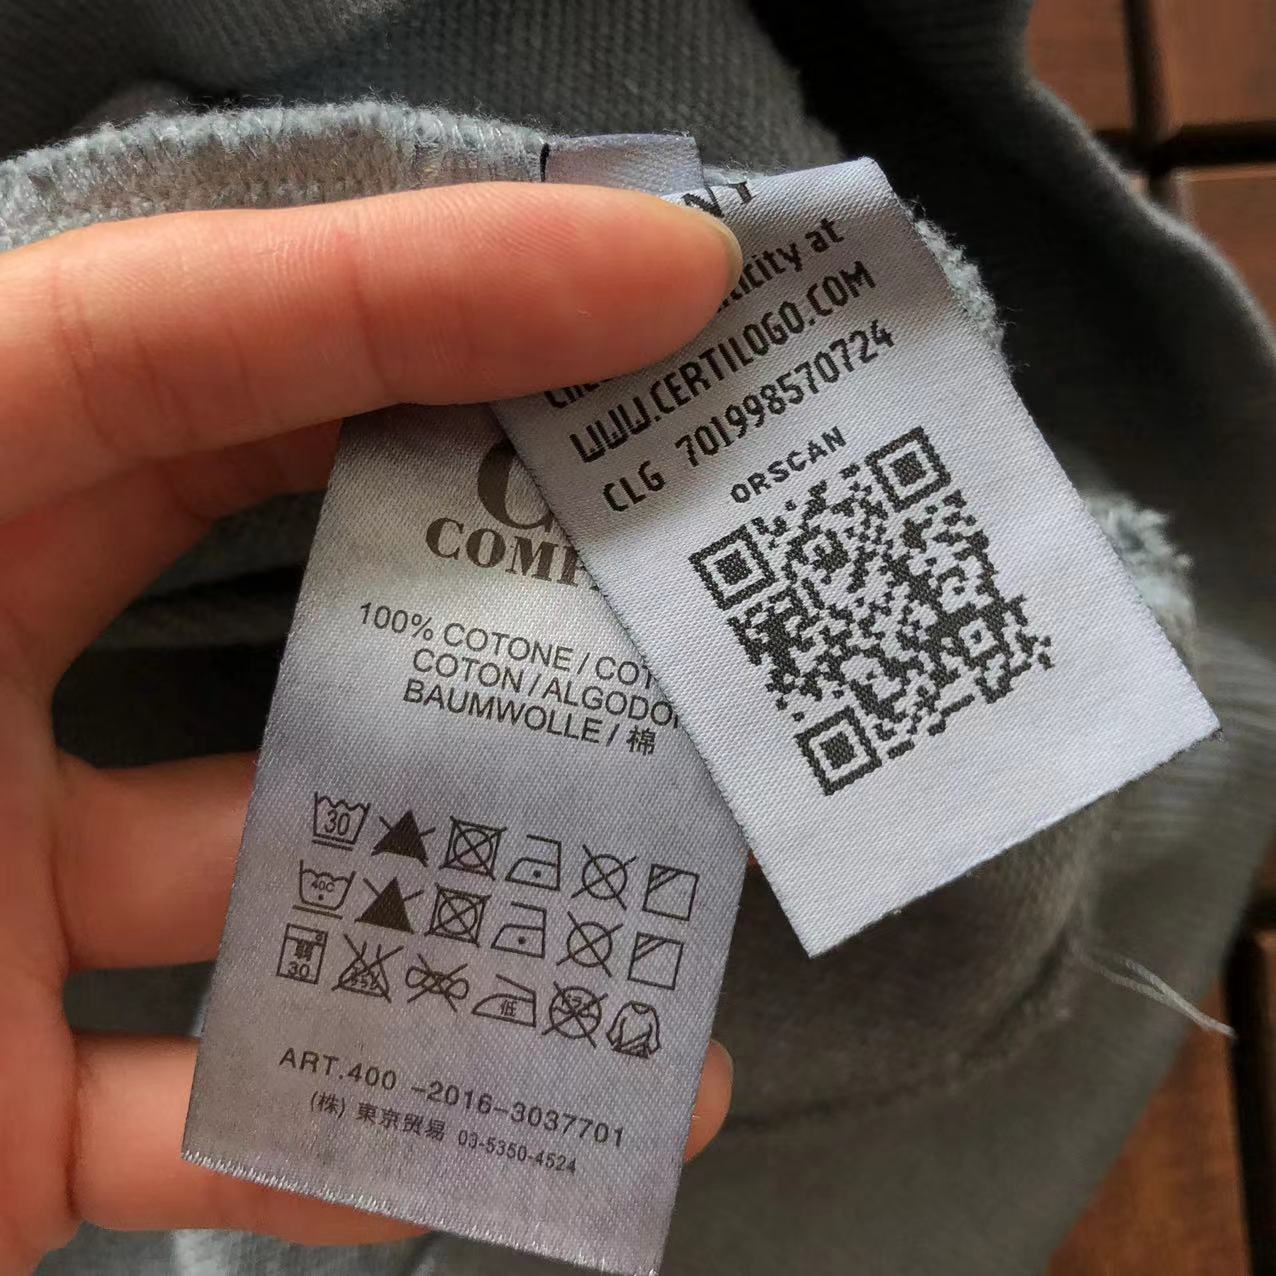 ticity at
WWW.CERTILOGO.COM
CLG 701998570724
ORSCAN
100% COTONE / COT
COTON / ALGODO
BAUMWOLLE / 棉
30
40C
30
低
ART.400 -2016-3037701
(株) 東京貿易 03-5350-4524